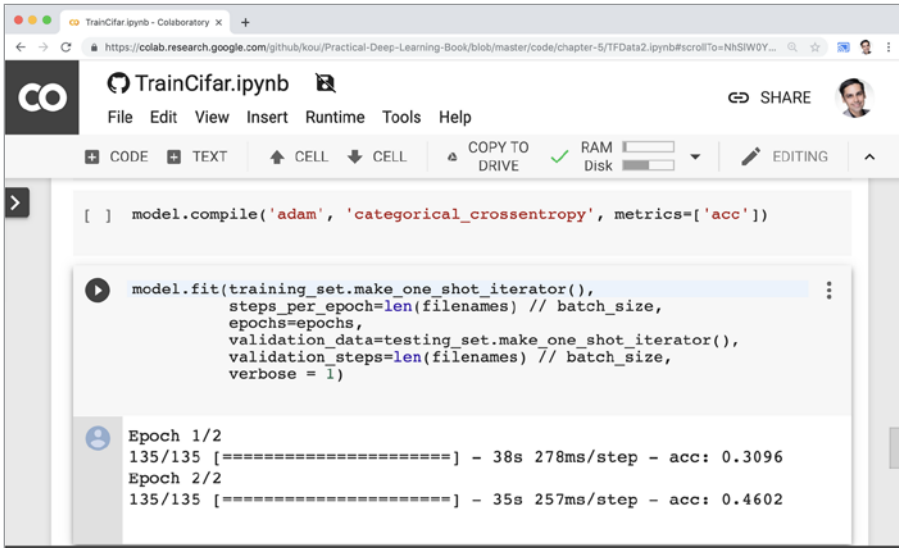 TrainCifar.ipynb - Colaboratory × +
https://colab.research.google.com/github/koul/Practical-Deep-Learning-Book/blob/master/code/chapter-5/TFData2.ipynb#scrollTo=NhSlW0Y...
CO TrainCifar.ipynb
SHARE
File Edit View Insert Runtime Tools Help
CODE TEXT CELL CELL COPY TO DRIVE RAM Disk EDITING
[ ] model.compile('adam', 'categorical_crossentropy', metrics=['acc'])
model.fit(training_set.make_one_shot_iterator(),
steps_per_epoch=len(filenames) // batch_size,
epochs=epochs,
validation_data=testing_set.make_one_shot_iterator(),
validation_steps=len(filenames) // batch_size,
verbose = 1)
Epoch 1/2
135/135 [======================] - 38s 278ms/step - acc: 0.3096
Epoch 2/2
135/135 [======================] - 35s 257ms/step - acc: 0.4602